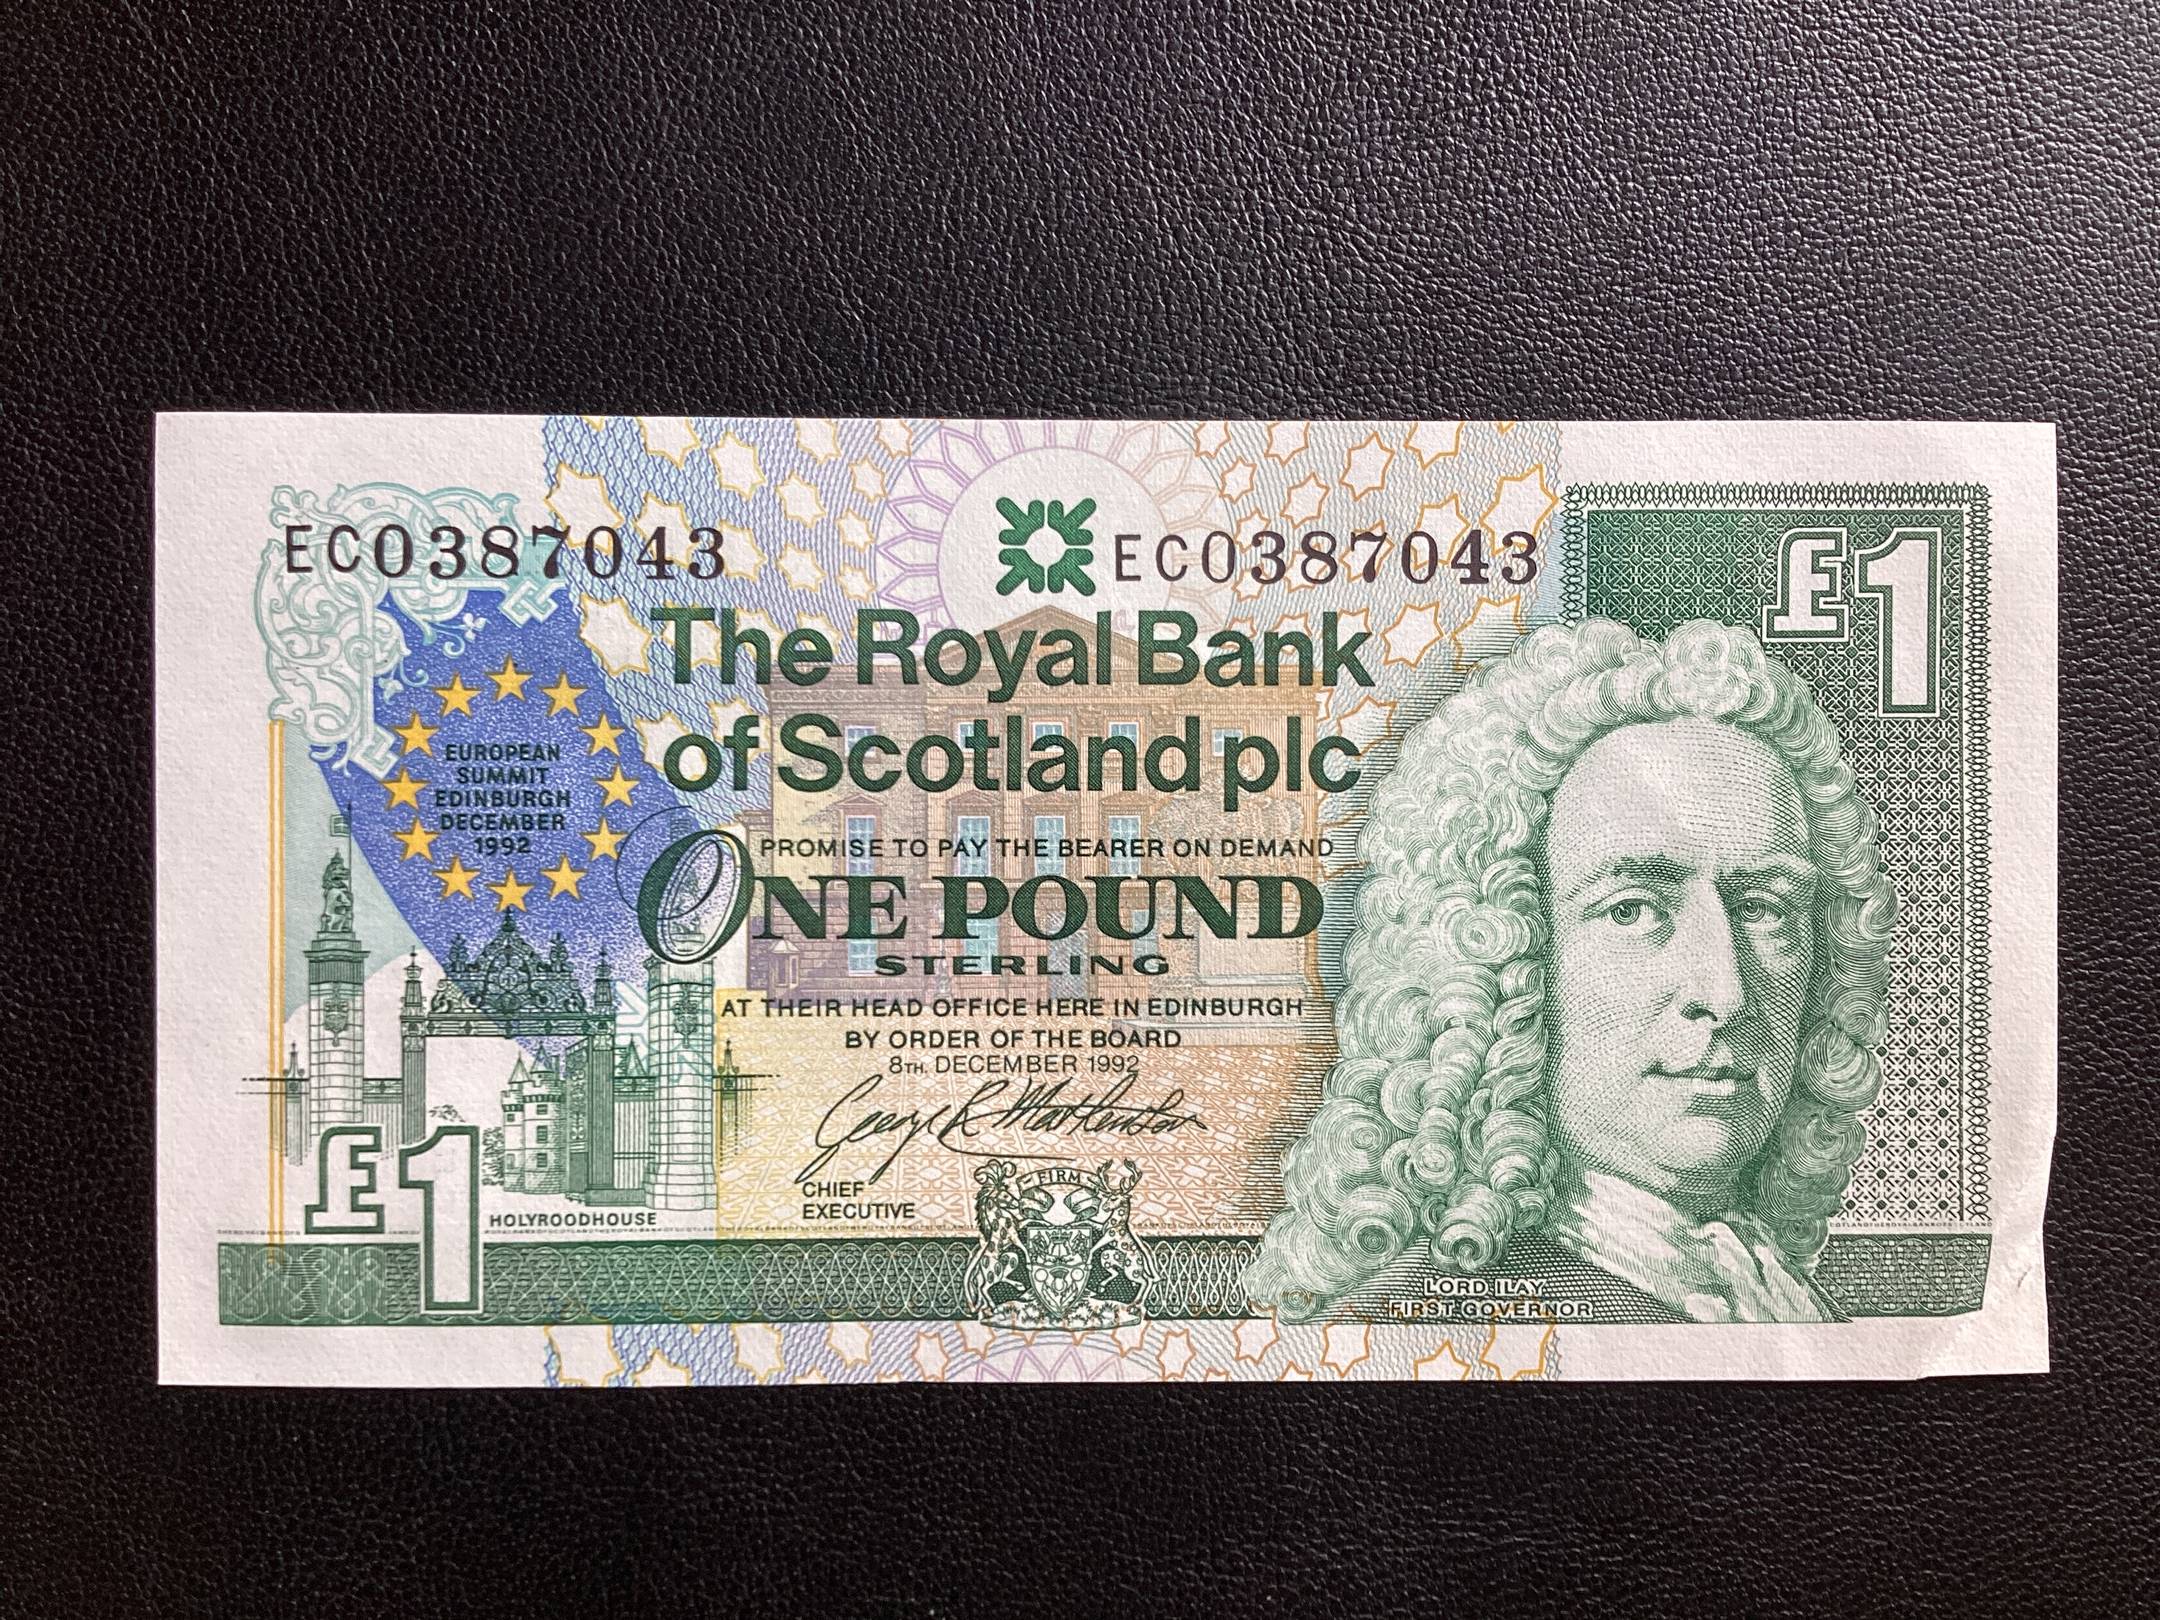 EC0387043
EC0387043
£1
The Royal Bank
of Scotland plc
EUROPEAN
SUMMIT
EDINBURGH
DECEMBER
1992
PROMISE TO PAY THE BEARER ON DEMAND
ONE POUND
STERLING
AT THEIR HEAD OFFICE HERE IN EDINBURGH
BY ORDER OF THE BOARD
8TH. DECEMBER 1992
George R Mathewson
CHIEF
EXECUTIVE
FIRM
£1
HOLYROODHOUSE
LORD ILAY
FIRST GOVERNOR